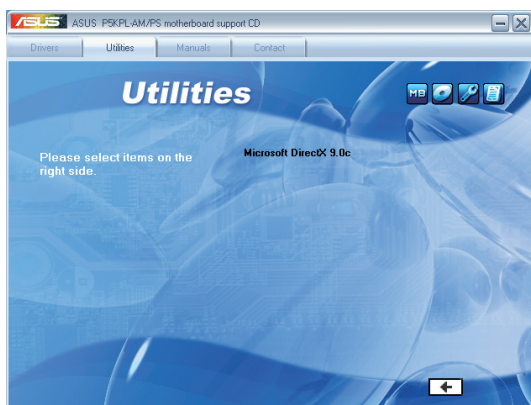 ASUS ASUS P5KPL-AM/PS motherboard support CD
Drivers Utilities Manuals Contact
Utilities
MB
Please select items on the
right side.
Microsoft DirectX 9.0c